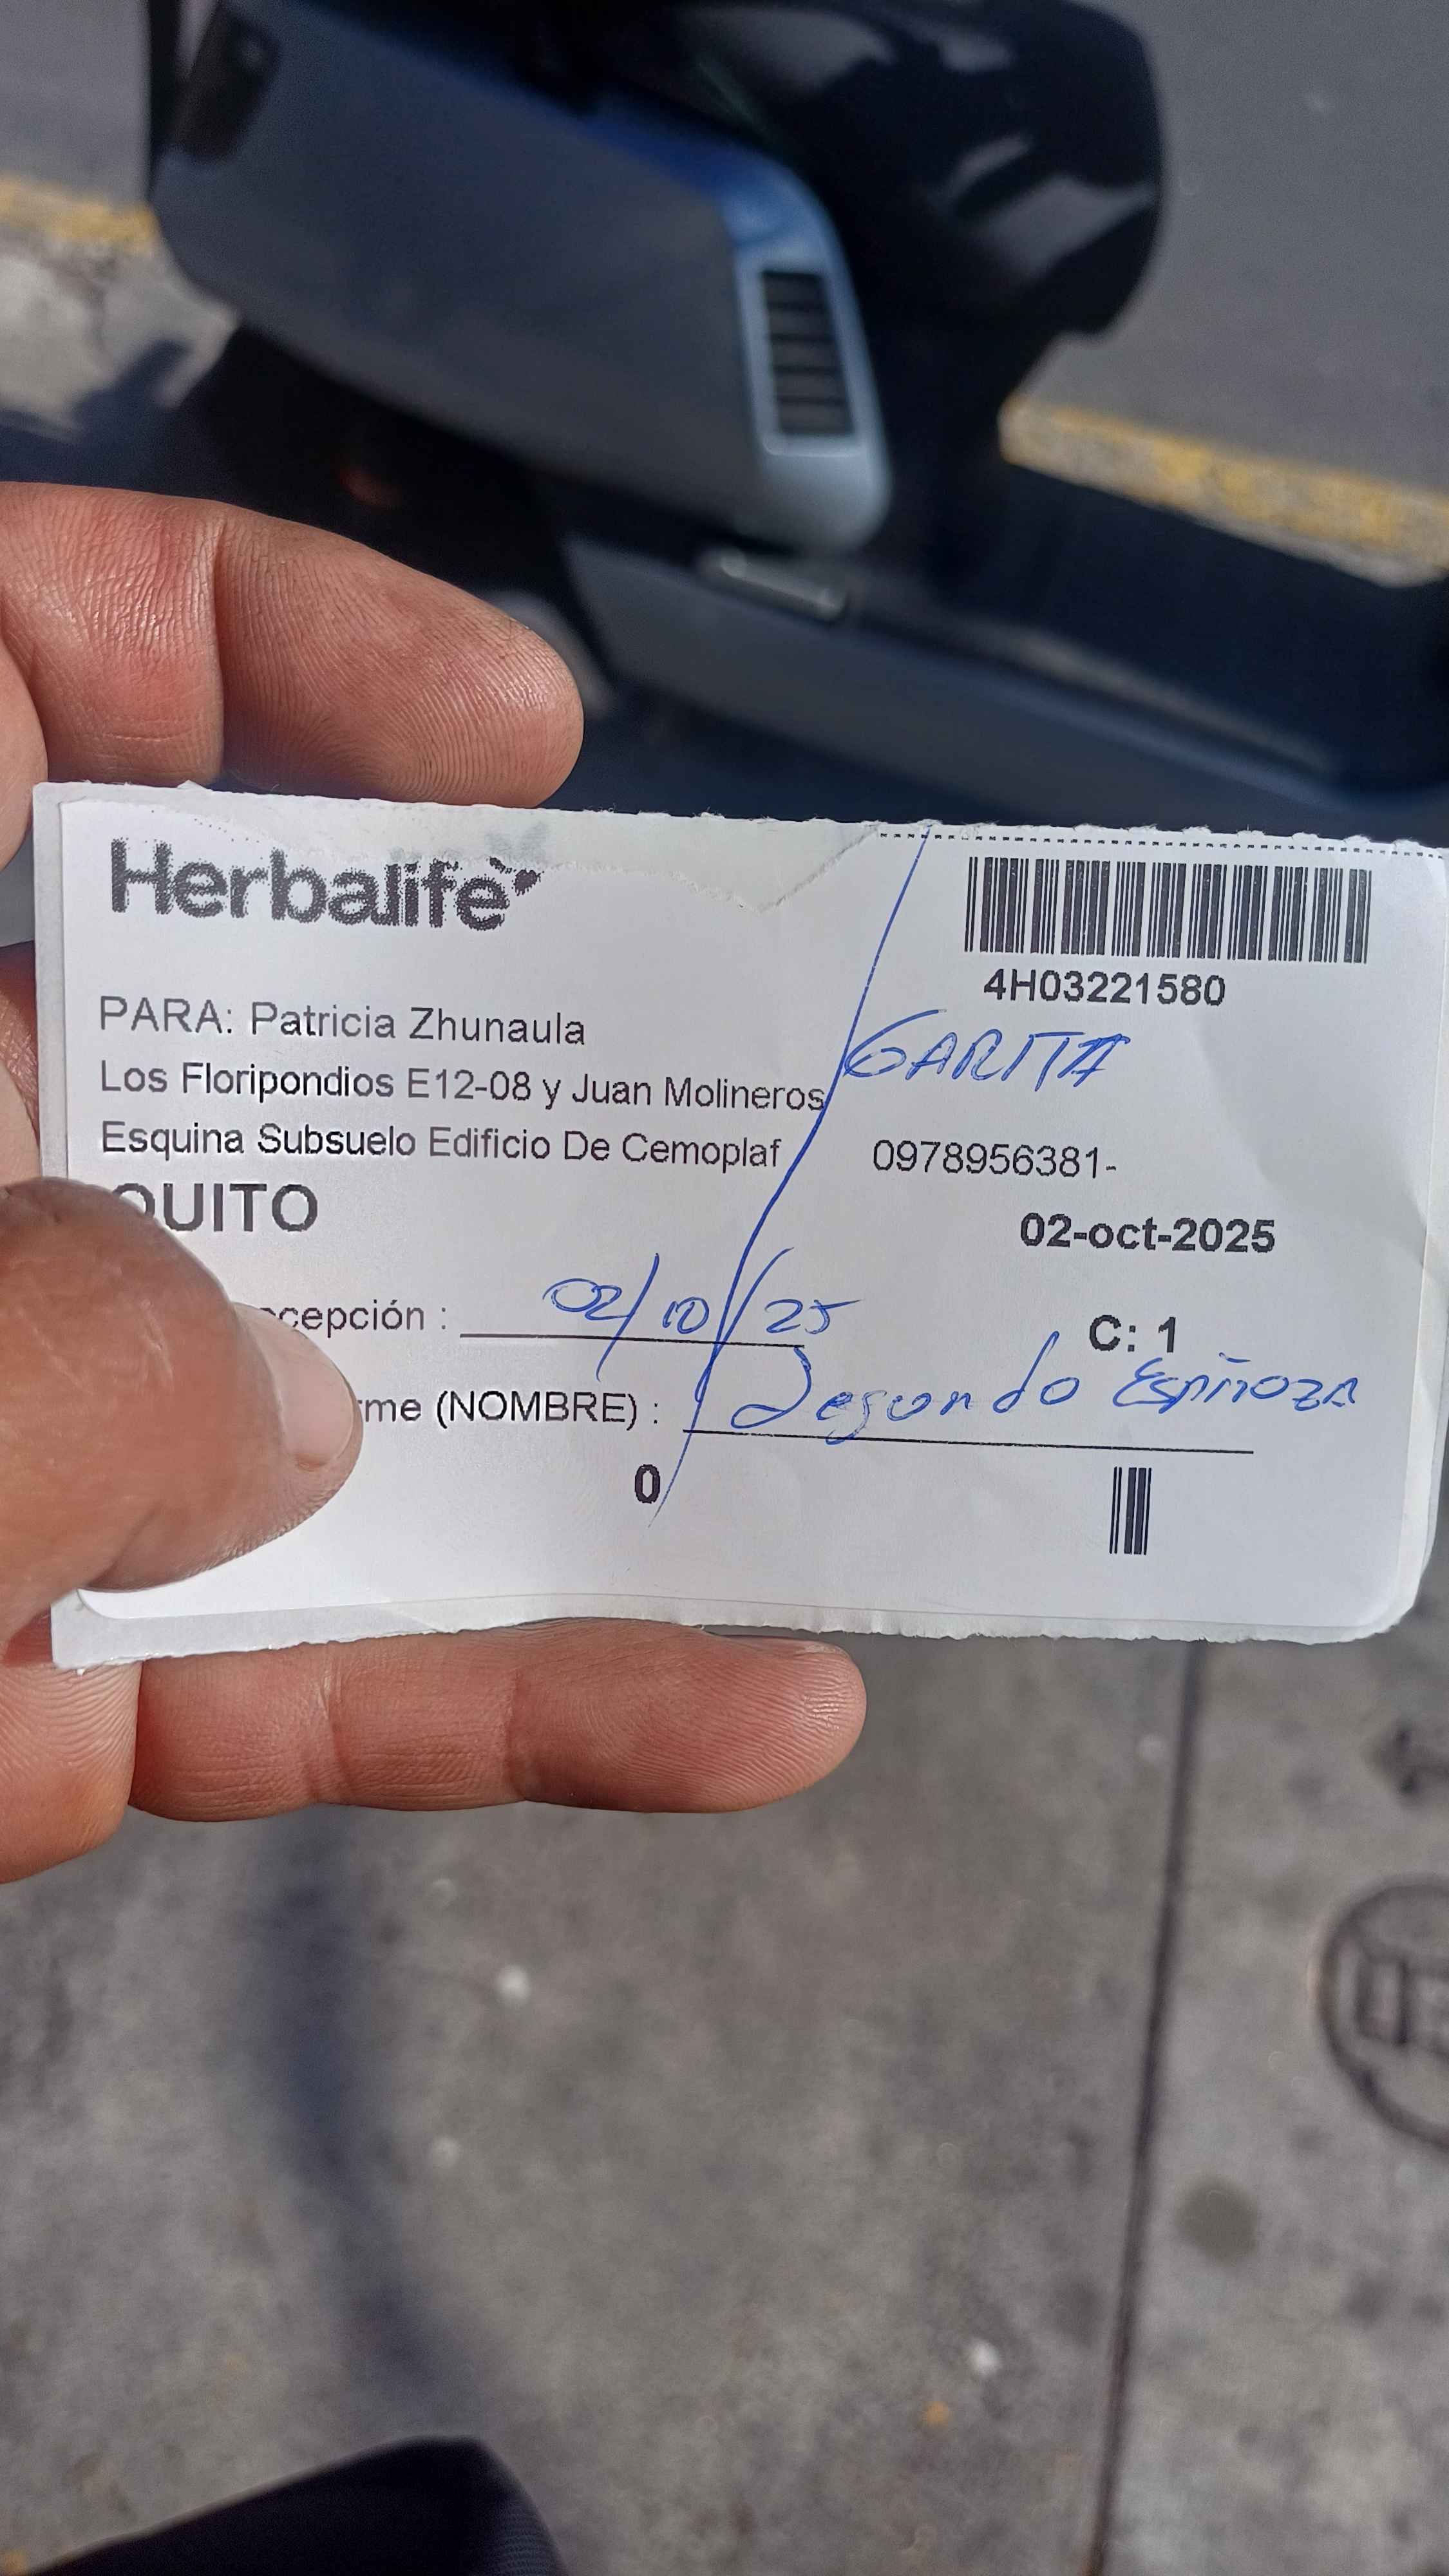 Herbalife
4H03221580
PARA: Patricia Zhunaula
GARITA
Los Floripondios E12-08 y Juan Molineros
Esquina Subsuelo Edificio De Cemoplaf
0978956381-
QUITO
02-oct-2025
cepción : 02/10/25
C: 1
rme (NOMBRE) : Segundo Espinoza
0